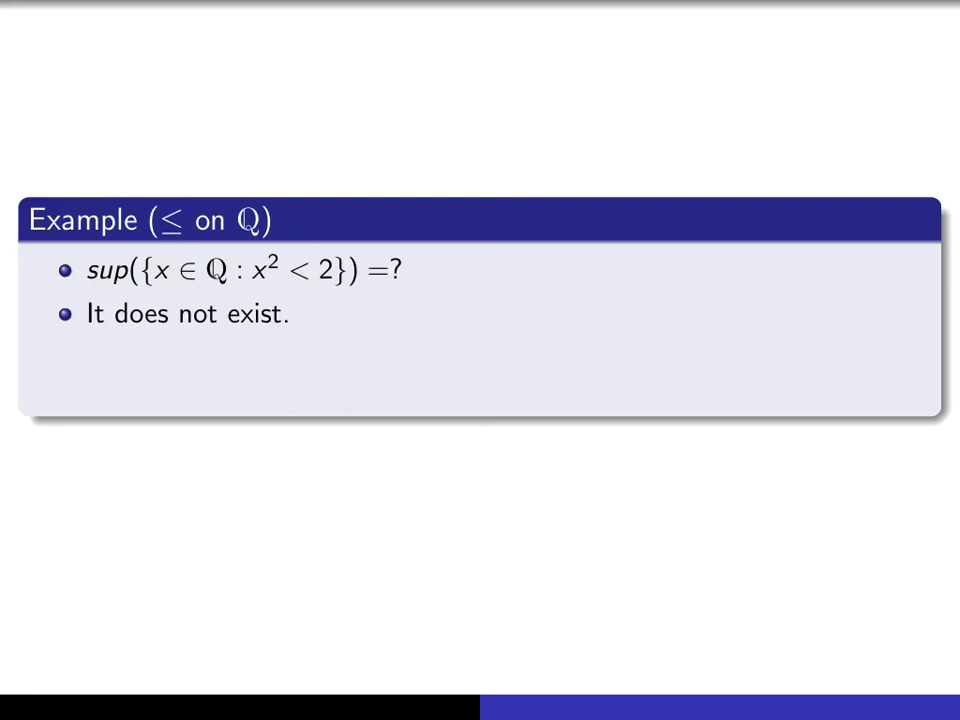 Example (≤ on ℚ)
sup({x ∈ ℚ : x² < 2}) =?
It does not exist.